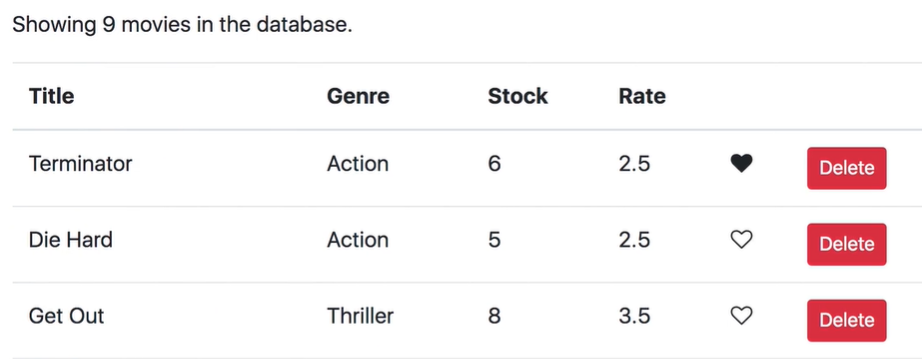 Showing 9 movies in the database.
Title Genre Stock Rate
Terminator Action 6 2.5 Delete
Die Hard Action 5 2.5 Delete
Get Out Thriller 8 3.5 Delete